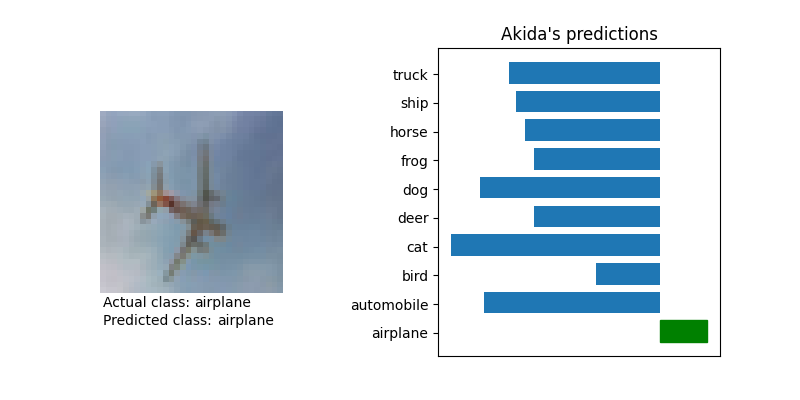 Akida's predictions
truck
ship
horse
frog
dog
deer
cat
bird
automobile
airplane
Actual class: airplane
Predicted class: airplane